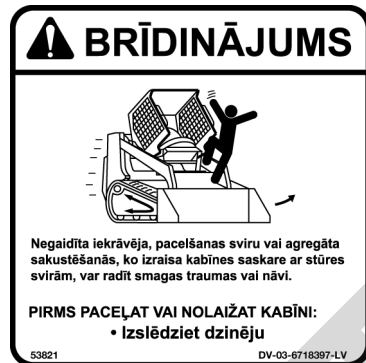 BRĪDINĀJUMS
Negaidīta iekrāvēja, pacelšanas sviru vai agregāta
sakustēšanās, ko izraisa kabīnes saskare ar stūres
svirām, var radīt smagas traumas vai nāvi.
PIRMS PACEĻAT VAI NOLAIŽAT KABĪNI:
• Izslēdziet dzinēju
53821
DV-03-6718397-LV